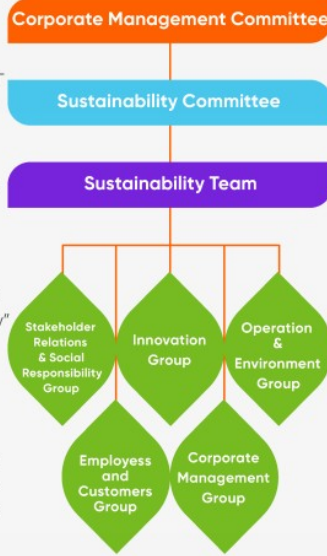 Corporate Management Committee
Sustainability Committee
Sustainability Team
Stakeholder
Relations
& Social
Responsibility
Group
Innovation
Group
Operation
&
Environment
Group
Employess
and
Customers
Group
Corporate
Management
Group